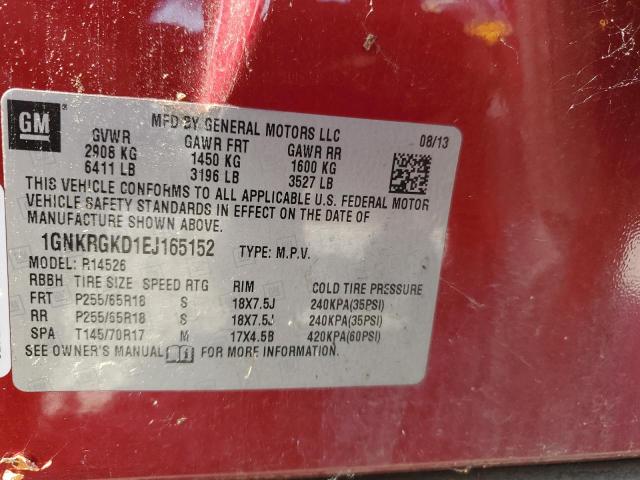 GM
MFD BY GENERAL MOTORS LLC
08/13
GVWR GAWR FRT GAWR RR
2908 KG 1450 KG 1600 KG
6411 LB 3196 LB 3527 LB
THIS VEHICLE CONFORMS TO ALL APPLICABLE U.S. FEDERAL MOTOR
VEHICLE SAFETY STANDARDS IN EFFECT ON THE DATE OF
MANUFACTURE SHOWN ABOVE.
1GNKRGKD1EJ165152 TYPE: M.P.V.
MODEL: R14526
RBBH TIRE SIZE SPEED RTG RIM COLD TIRE PRESSURE
FRT P255/65R18 S 18X7.5J 240KPA(35PSI)
RR P255/65R18 S 18X7.5J 240KPA(35PSI)
SPA T145/70R17 M 17X4.5B 420KPA(60PSI)
SEE OWNER'S MANUAL FOR MORE INFORMATION.